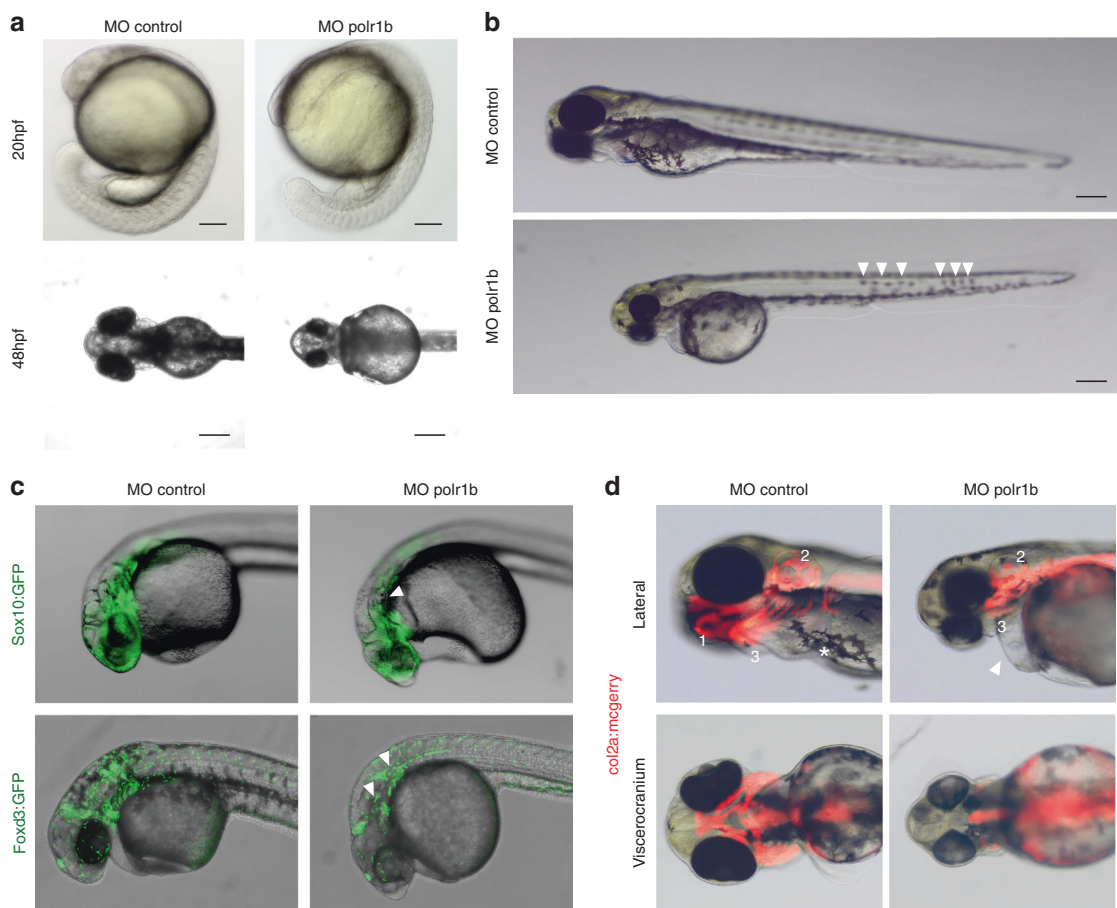 a
MO control
MO polr1b
20hpf
48hpf
b
MO control
MO polr1b
c
MO control
MO polr1b
Sox10:GFP
Foxd3:GFP
d
MO control
MO polr1b
col2a:mcgerry
Lateral
2
1
3
*
2
3
Viscerocranium